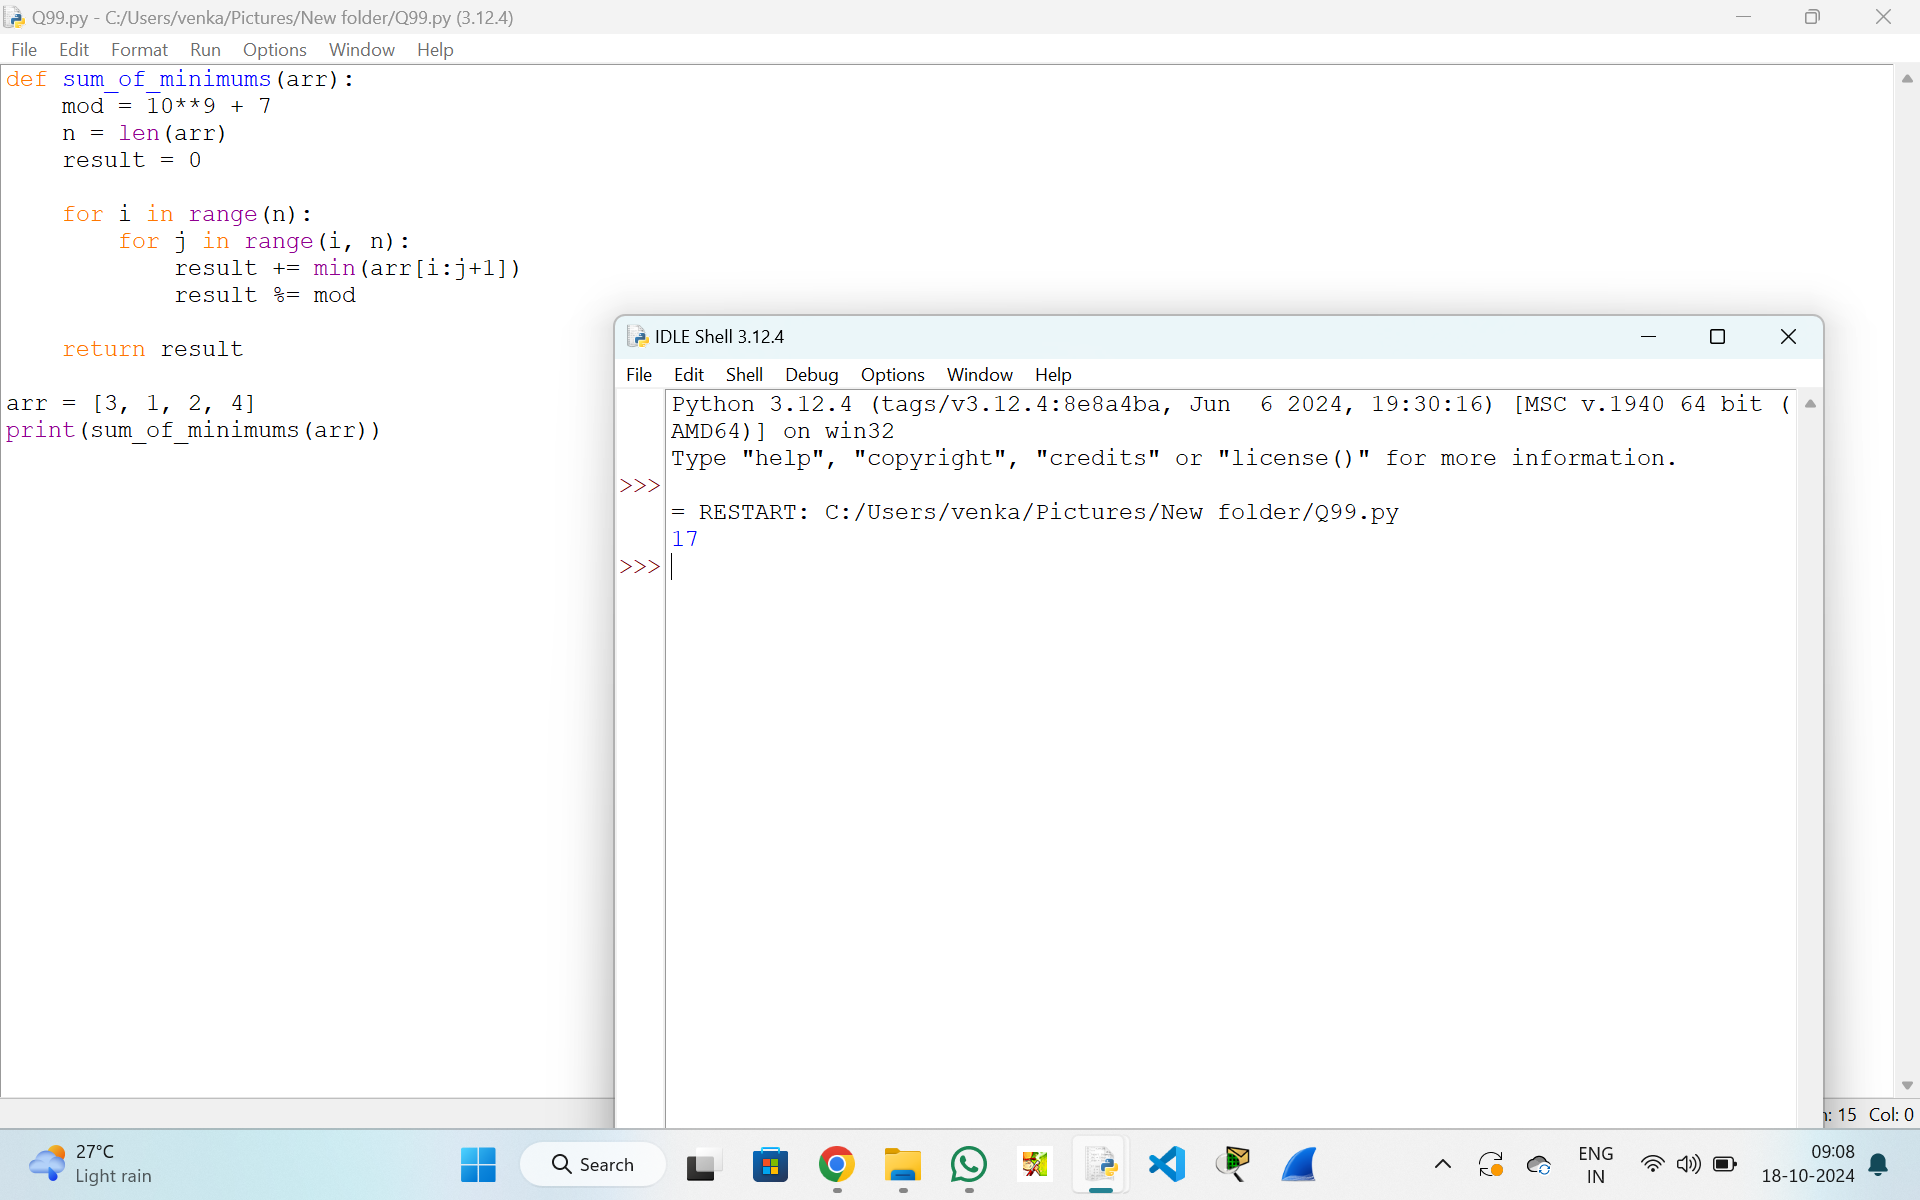 Q99.py - C:/Users/venka/Pictures/New folder/Q99.py (3.12.4)
File Edit Format Run Options Window Help
def sum_of_minimums(arr):
    mod = 10**9 + 7
    n = len(arr)
    result = 0
    for i in range(n):
        for j in range(i, n):
            result += min(arr[i:j+1])
            result %= mod
    return result
arr = [3, 1, 2, 4]
print(sum_of_minimums(arr))
IDLE Shell 3.12.4
File Edit Shell Debug Options Window Help
Python 3.12.4 (tags/v3.12.4:8e8a4ba, Jun  6 2024, 19:30:16) [MSC v.1940 64 bit (
AMD64)] on win32
Type "help", "copyright", "credits" or "license()" for more information.
>>>
= RESTART: C:/Users/venka/Pictures/New folder/Q99.py
17
>>>
: 15 Col: 0
27°C
Light rain
Search
ENG
IN
09:08
18-10-2024